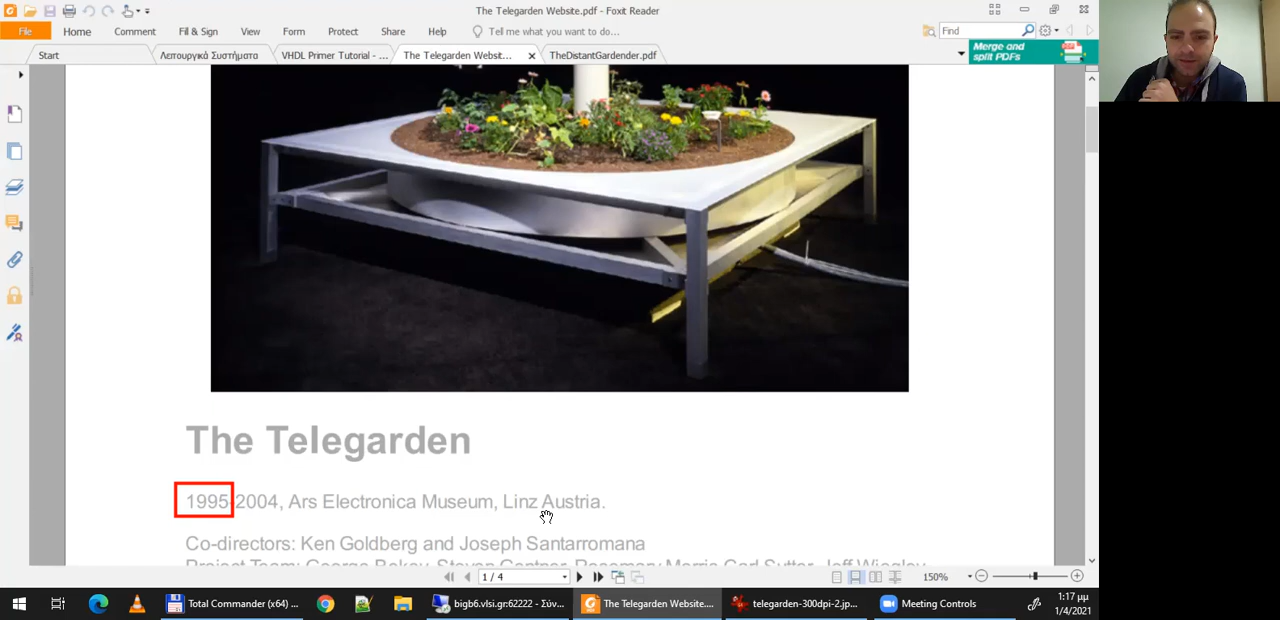 The Telegarden Website.pdf - Foxit Reader
File Home Comment Fill & Sign View Form Protect Share Help Tell me what you want to do... Find
Start Λειτουργικά Συστήματα VHDL Primer Tutorial - ... The Telegarden Websit... TheDistantGardender.pdf
Merge and
split PDFs
The Telegarden
1995-2004, Ars Electronica Museum, Linz Austria.
Co-directors: Ken Goldberg and Joseph Santarromana
1 / 4 150%
Total Commander (x64) ... bigb6.vlsi.gr:62222 - Σύν... The Telegarden Website.... telegarden-300dpi-2.jp... Meeting Controls
1:17 μμ
1/4/2021